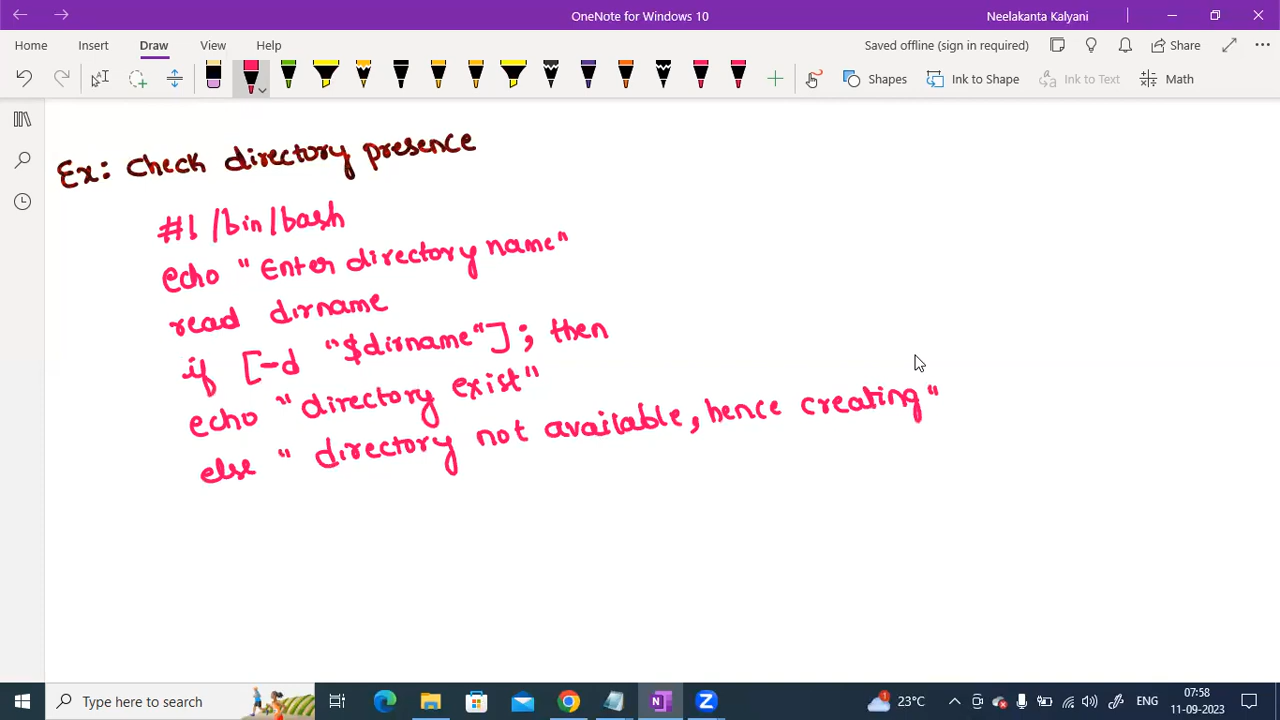 OneNote for Windows 10
Neelakanta Kalyani
Home
Insert
Draw
View
Help
Saved offline (sign in required)
Share
Shapes
Ink to Shape
Ink to Text
Math
Ex: Check directory presence
#! /bin/bash
echo "Enter directory name"
read dirname
if [-d "$dirname"]; then
echo "directory exist"
else "directory not available, hence creating"
Type here to search
1
23°C
ENG
07:58
11-09-2023